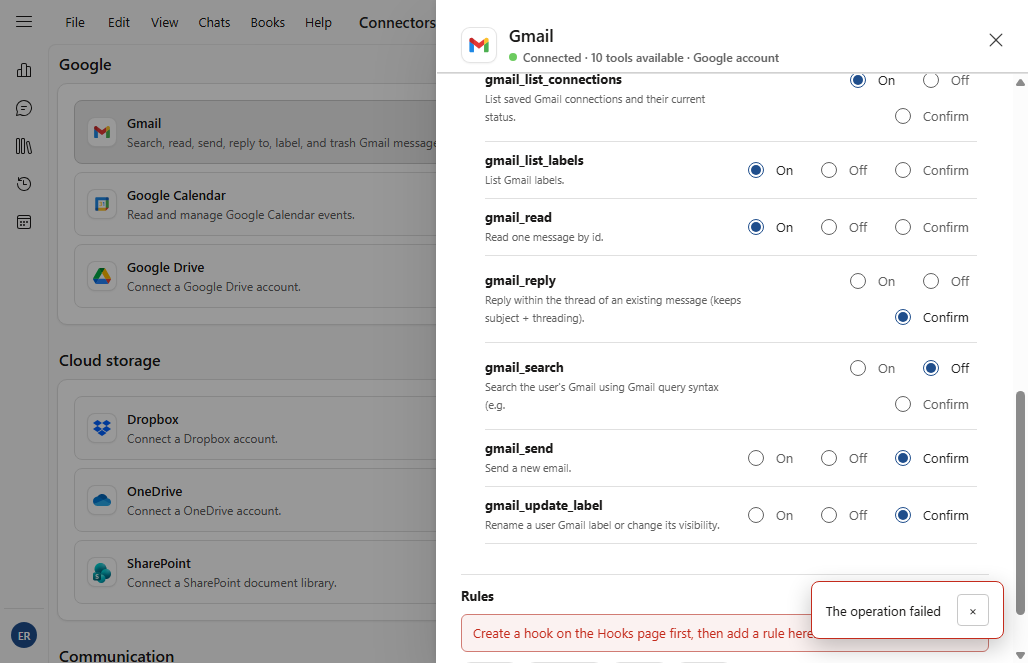 File Edit View Chats Books Help Connectors
Google
Gmail
Search, read, send, reply to, label, and trash Gmail message
Google Calendar
Read and manage Google Calendar events.
Google Drive
Connect a Google Drive account.
Cloud storage
Dropbox
Connect a Dropbox account.
OneDrive
Connect a OneDrive account.
SharePoint
Connect a SharePoint document library.
Communication
ER
Gmail
Connected · 10 tools available · Google account
gmail_list_connections
List saved Gmail connections and their current
status.
On Off
Confirm
gmail_list_labels
List Gmail labels.
On Off Confirm
gmail_read
Read one message by id.
On Off Confirm
gmail_reply
Reply within the thread of an existing message (keeps
subject + threading).
On Off
Confirm
gmail_search
Search the user's Gmail using Gmail query syntax
(e.g.
On Off
Confirm
gmail_send
Send a new email.
On Off Confirm
gmail_update_label
Rename a user Gmail label or change its visibility.
On Off Confirm
Rules
Create a hook on the Hooks page first, then add a rule here
The operation failed
×